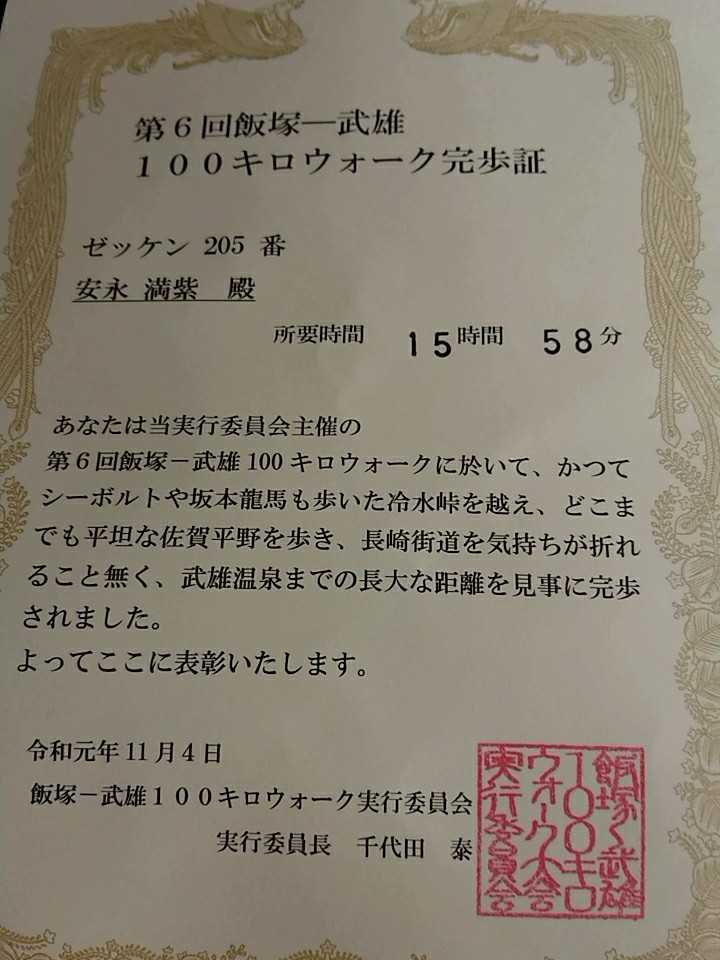 第６回飯塚―武雄
１００キロウォーク完歩証
ゼッケン 205 番
安永 満紫　殿
所要時間　15時間　58分
あなたは当実行委員会主催の
第６回飯塚－武雄100キロウォークに於いて、かつて
シーボルトや坂本龍馬も歩いた冷水峠を越え、どこま
でも平坦な佐賀平野を歩き、長崎街道を気持ちが折れ
ること無く、武雄温泉までの長大な距離を見事に完歩
されました。
よってここに表彰いたします。
令和元年11月4日
飯塚－武雄１００キロウォーク実行委員会
実行委員長　千代田　泰
飯塚〜武雄
100キロ
ウォーク大会
実行委員会